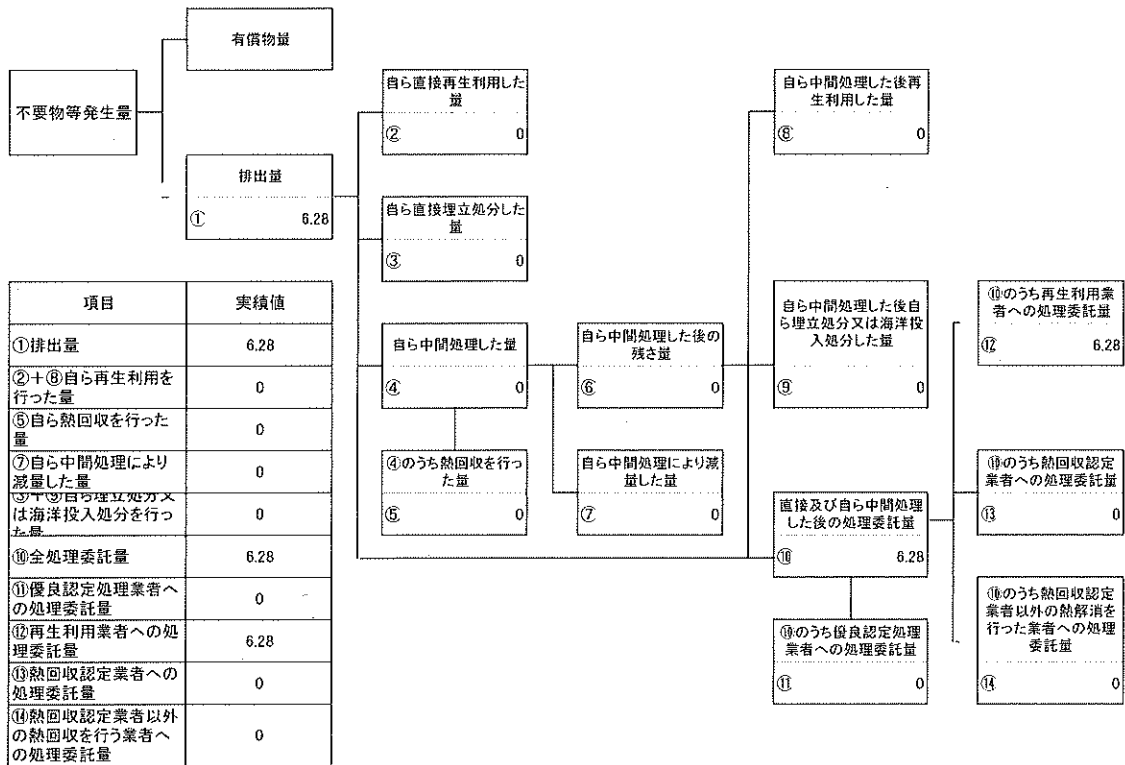 有償物量
不要物等発生量
排出量
① 6.28
自ら直接再生利用した
量
② 0
自ら直接埋立処分した
量
③ 0
自ら中間処理した量
④ 0
④のうち熱回収を行っ
た量
⑤ 0
自ら中間処理した後の
残さ量
⑥ 0
自ら中間処理により減
量した量
⑦ 0
自ら中間処理した後再
生利用した量
⑧ 0
自ら中間処理した後自
ら埋立処分又は海洋投
入処分した量
⑨ 0
直接及び自ら中間処理
した後の処理委託量
⑩ 6.28
⑩のうち優良認定処理
業者への処理委託量
⑪ 0
⑩のうち再生利用業
者への処理委託量
⑫ 6.28
⑩のうち熱回収認定
業者への処理委託量
⑬ 0
⑩のうち熱回収認定
業者以外の熱解消を
行った業者への処理
委託量
⑭ 0
項目 実績値
①排出量 6.28
②+⑧自ら再生利用を
行った量 0
⑤自ら熱回収を行った
量 0
⑦自ら中間処理により
減量した量 0
③+⑨自ら埋立処分又
は海洋投入処分を行っ
た量 0
⑩全処理委託量 6.28
⑪優良認定処理業者へ
の処理委託量 0
⑫再生利用業者への処
理委託量 6.28
⑬熱回収認定業者への
処理委託量 0
⑭熱回収認定業者以外
の熱回収を行う業者へ
の処理委託量 0